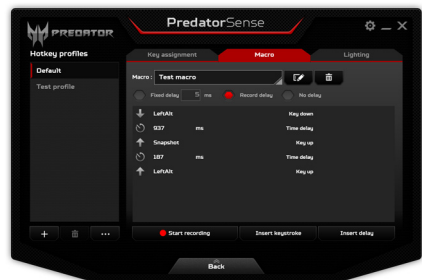 PredatorSense
PREDATOR
Hotkey profiles
Key assignment
Macro
Lighting
Default
Test profile
Macro : Test macro
Fixed delay 5 ms Record delay No delay
LeftAlt Key down
937 ms Time delay
Snapshot Key up
187 ms Time delay
LeftAlt Key up
Start recording
Insert keystroke
Insert delay
Back